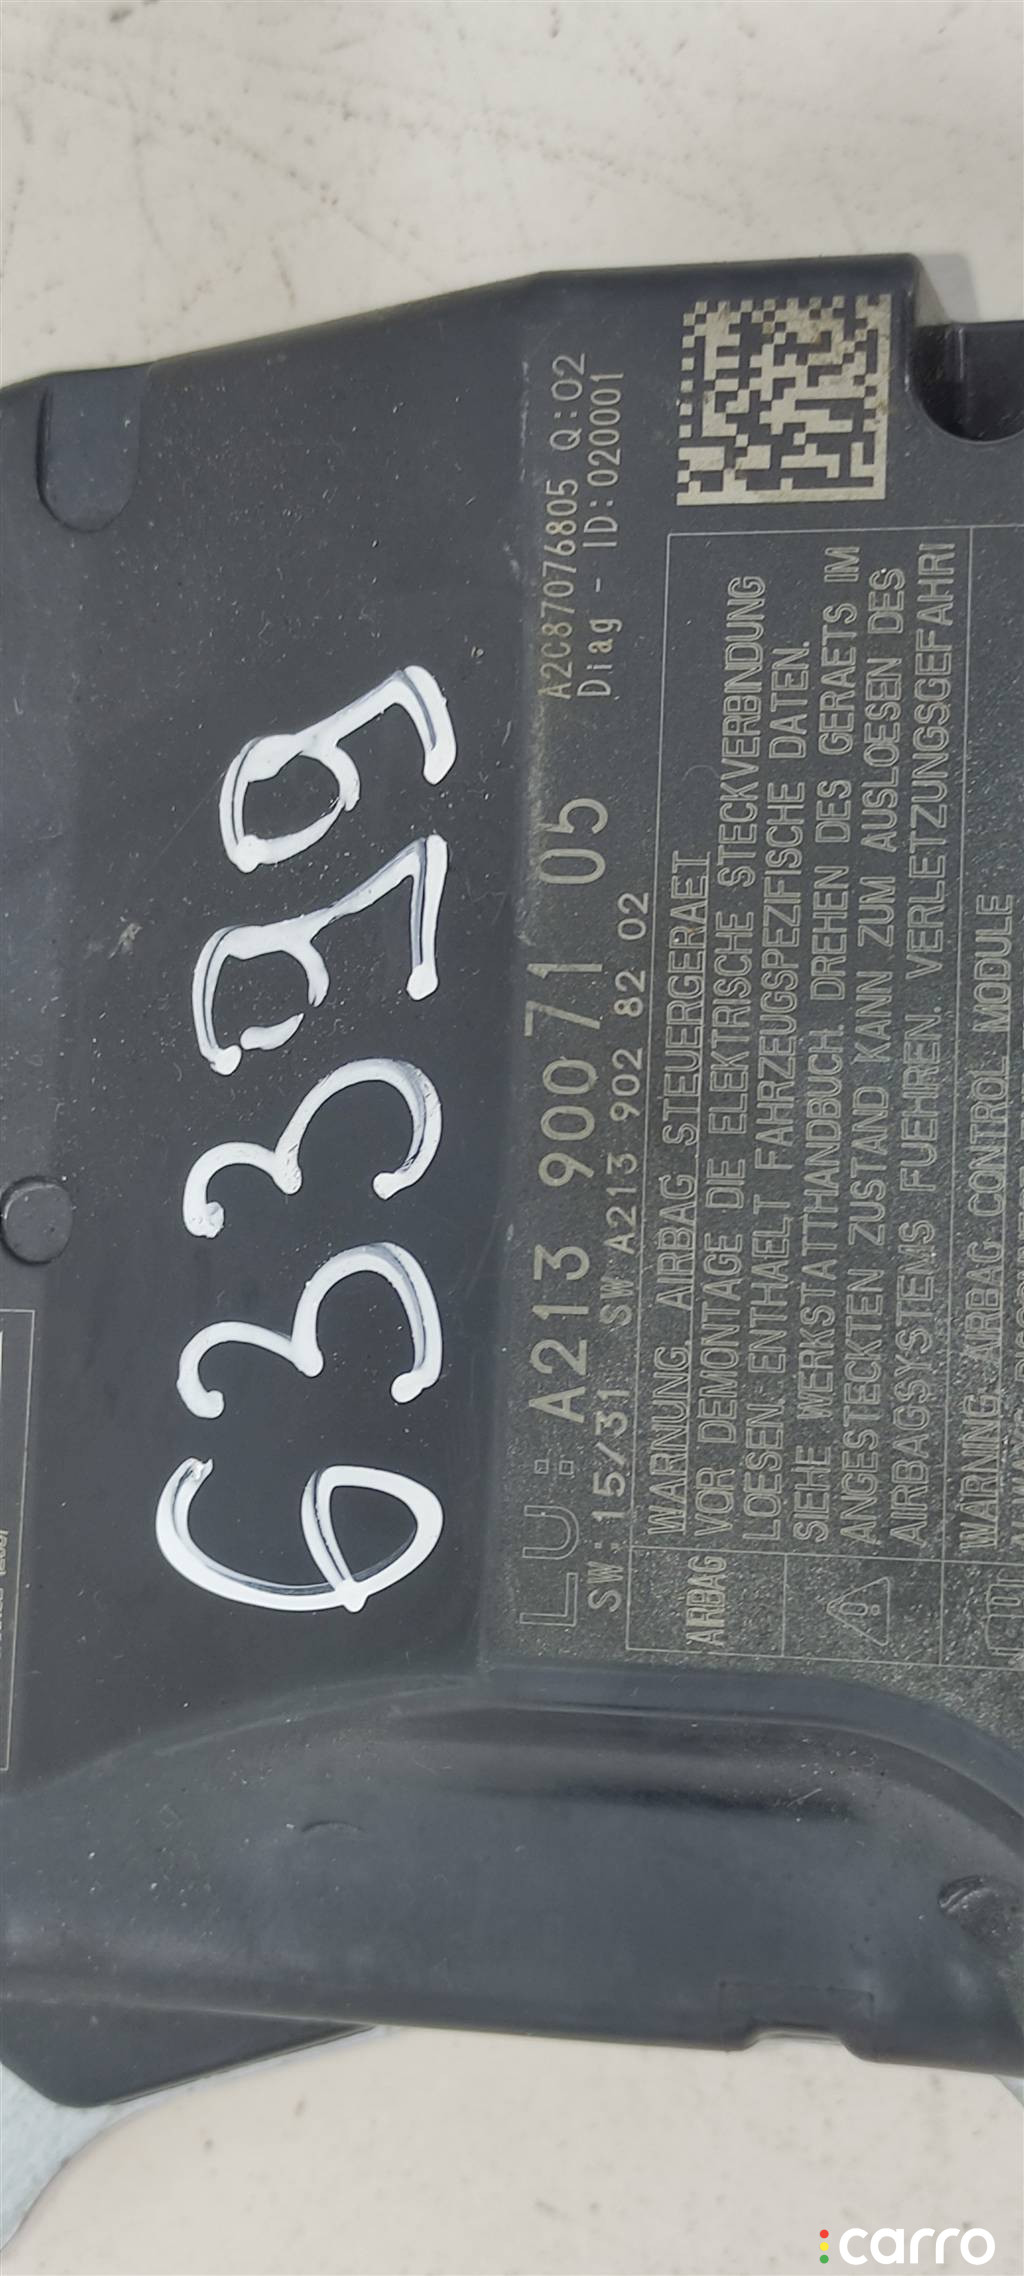 63399
A2C87076805 Q:02
Diag - ID:020001
LU: A213 900 71 05
SW: 15/31 SW A213 902 82 02
AIRBAG
WARNUNG, AIRBAG STEUERGERAET
VOR DEMONTAGE DIE ELEKTRISCHE STECKVERBINDUNG
LOESEN. ENTHAELT FAHRZEUGSPEZIFISCHE DATEN.
SIEHE WERKSTATTHANDBUCH. DREHEN DES GERAETS IM
ANGESTECKTEN ZUSTAND KANN ZUM AUSLOESEN DES
AIRBAGSYSTEMS FUEHREN. VERLETZUNGSGEFAHR!
WARNING, AIRBAG CONTROL MODULE
carro